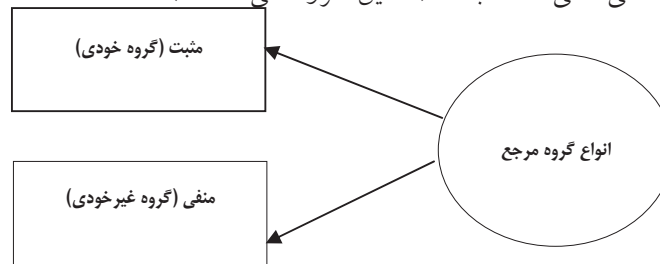 مثبت (گروه خودی)
انواع گروه مرجع
منفی (گروه غیرخودی)